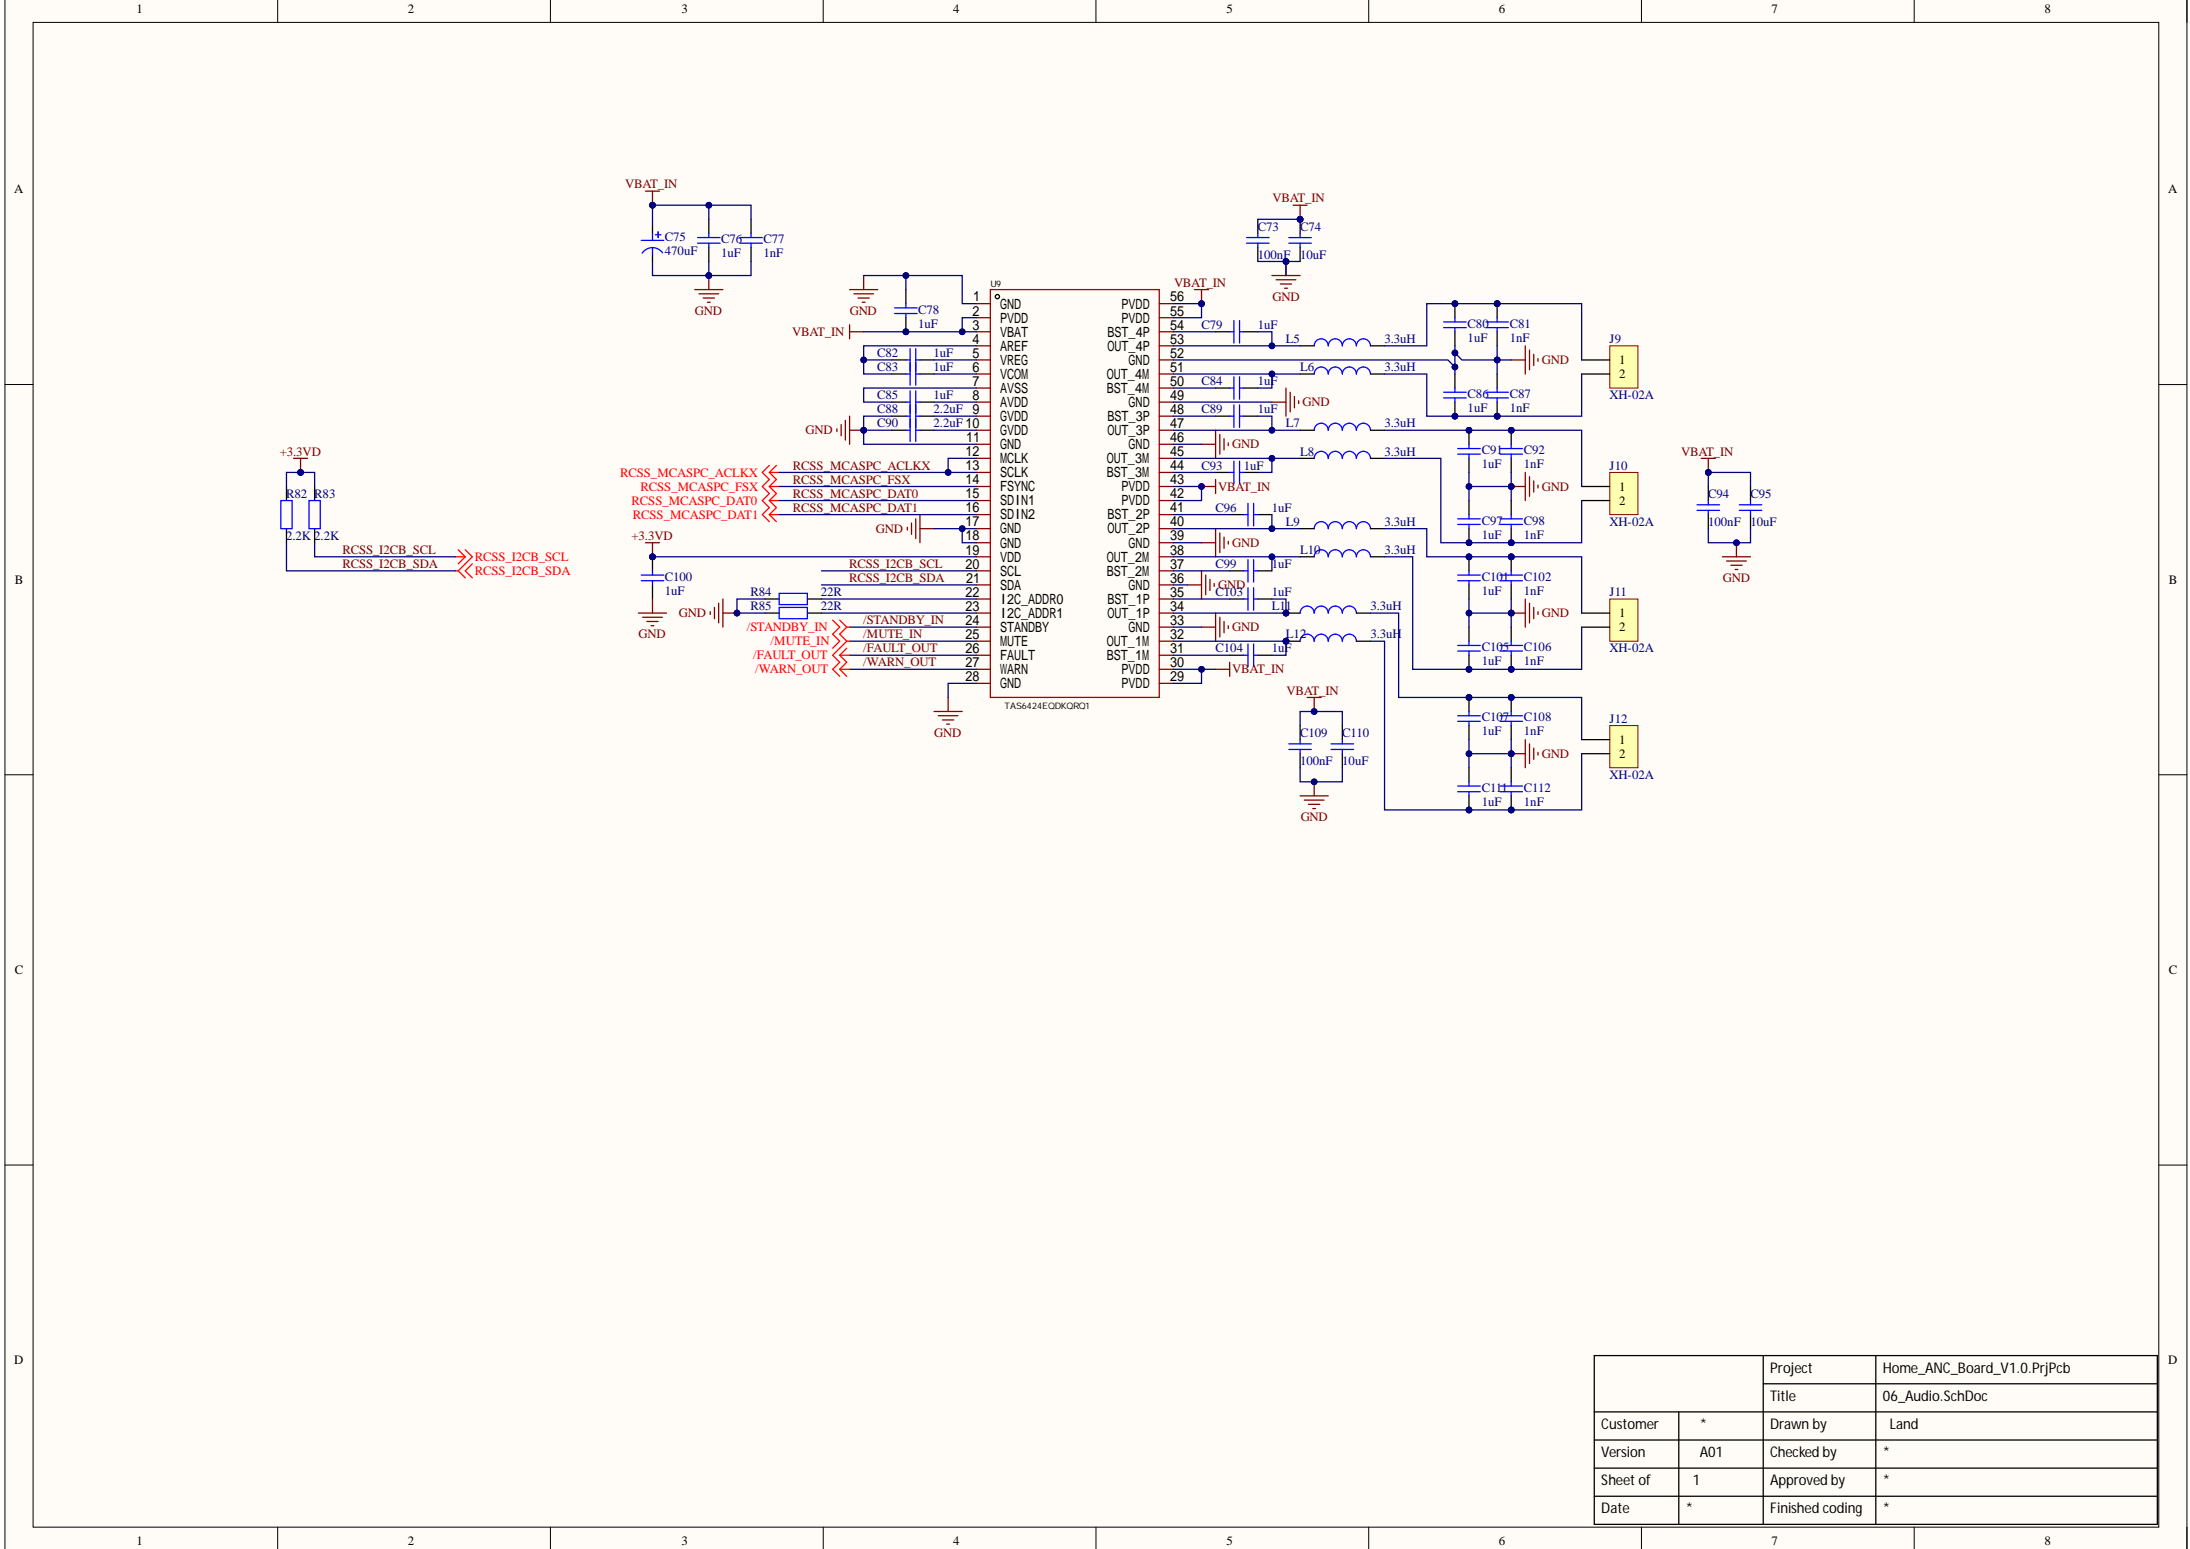 1 2 3 4 5 6 7 8
A A
VBAT_IN
C75
470uF
C76
1uF
C77
1nF
GND
VBAT_IN
C73
100nF
C74
10uF
GND
GND
C78
1uF
VBAT_IN
C82 1uF
C83 1uF
C85 1uF
C88 2.2uF
C90 2.2uF
GND
RCSS_MCASPC_ACLKX RCSS_MCASPC_ACLKX
RCSS_MCASPC_FSX RCSS_MCASPC_FSX
RCSS_MCASPC_DAT0 RCSS_MCASPC_DAT0
RCSS_MCASPC_DAT1 RCSS_MCASPC_DAT1
GND
+3.3VD
C100
1uF
GND
RCSS_I2CB_SCL
RCSS_I2CB_SDA
R84 22R
R85 22R
GND
/STANDBY_IN /STANDBY_IN
/MUTE_IN /MUTE_IN
/FAULT_OUT /FAULT_OUT
/WARN_OUT /WARN_OUT
GND
+3.3VD
R82 R83
2.2K 2.2K
RCSS_I2CB_SCL RCSS_I2CB_SCL
RCSS_I2CB_SDA RCSS_I2CB_SDA
U9
1 GND PVDD 56
2 PVDD PVDD 55
3 VBAT BST_4P 54
4 AREF OUT_4P 53
5 VREG GND 52
6 VCOM OUT_4M 51
7 AVSS BST_4M 50
8 AVDD GND 49
9 GVDD BST_3P 48
10 GVDD OUT_3P 47
11 GND GND 46
12 MCLK OUT_3M 45
13 SCLK BST_3M 44
14 FSYNC PVDD 43
15 SDIN1 PVDD 42
16 SDIN2 BST_2P 41
17 GND OUT_2P 40
18 GND GND 39
19 VDD OUT_2M 38
20 SCL BST_2M 37
21 SDA GND 36
22 I2C_ADDR0 BST_1P 35
23 I2C_ADDR1 OUT_1P 34
24 STANDBY GND 33
25 MUTE OUT_1M 32
26 FAULT BST_1M 31
27 WARN PVDD 30
28 GND PVDD 29
TAS6424EQDKQRQ1
VBAT_IN
C79 1uF
L5 3.3uH
L6 3.3uH
C84 1uF
GND
C89 1uF
L7 3.3uH
GND
L8 3.3uH
C93 1uF
VBAT_IN
C96 1uF
L9 3.3uH
GND
L10 3.3uH
C99 1uF
GND
C103 1uF
L11 3.3uH
GND
L12 3.3uH
C104 1uF
VBAT_IN
VBAT_IN
C109
100nF
C110
10uF
GND
C80 C81
1uF 1nF
GND
C86 C87
1uF 1nF
J9
1
2
XH-02A
C91 C92
1uF 1nF
GND
C97 C98
1uF 1nF
J10
1
2
XH-02A
C101 C102
1uF 1nF
GND
C105 C106
1uF 1nF
J11
1
2
XH-02A
C107 C108
1uF 1nF
GND
C111 C112
1uF 1nF
J12
1
2
XH-02A
VBAT_IN
C94 C95
100nF 10uF
GND
B B
C C
D D
Project Home_ANC_Board_V1.0.PrjPcb
Title 06_Audio.SchDoc
Customer * Drawn by Land
Version A01 Checked by *
Sheet of 1 Approved by *
Date * Finished coding *
1 2 3 4 5 6 7 8